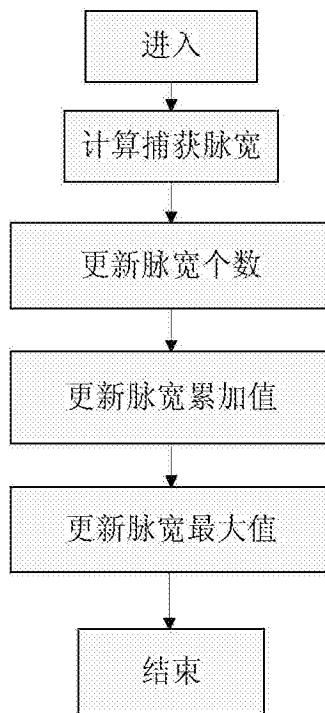 进入
计算捕获脉宽
更新脉宽个数
更新脉宽累加值
更新脉宽最大值
结束